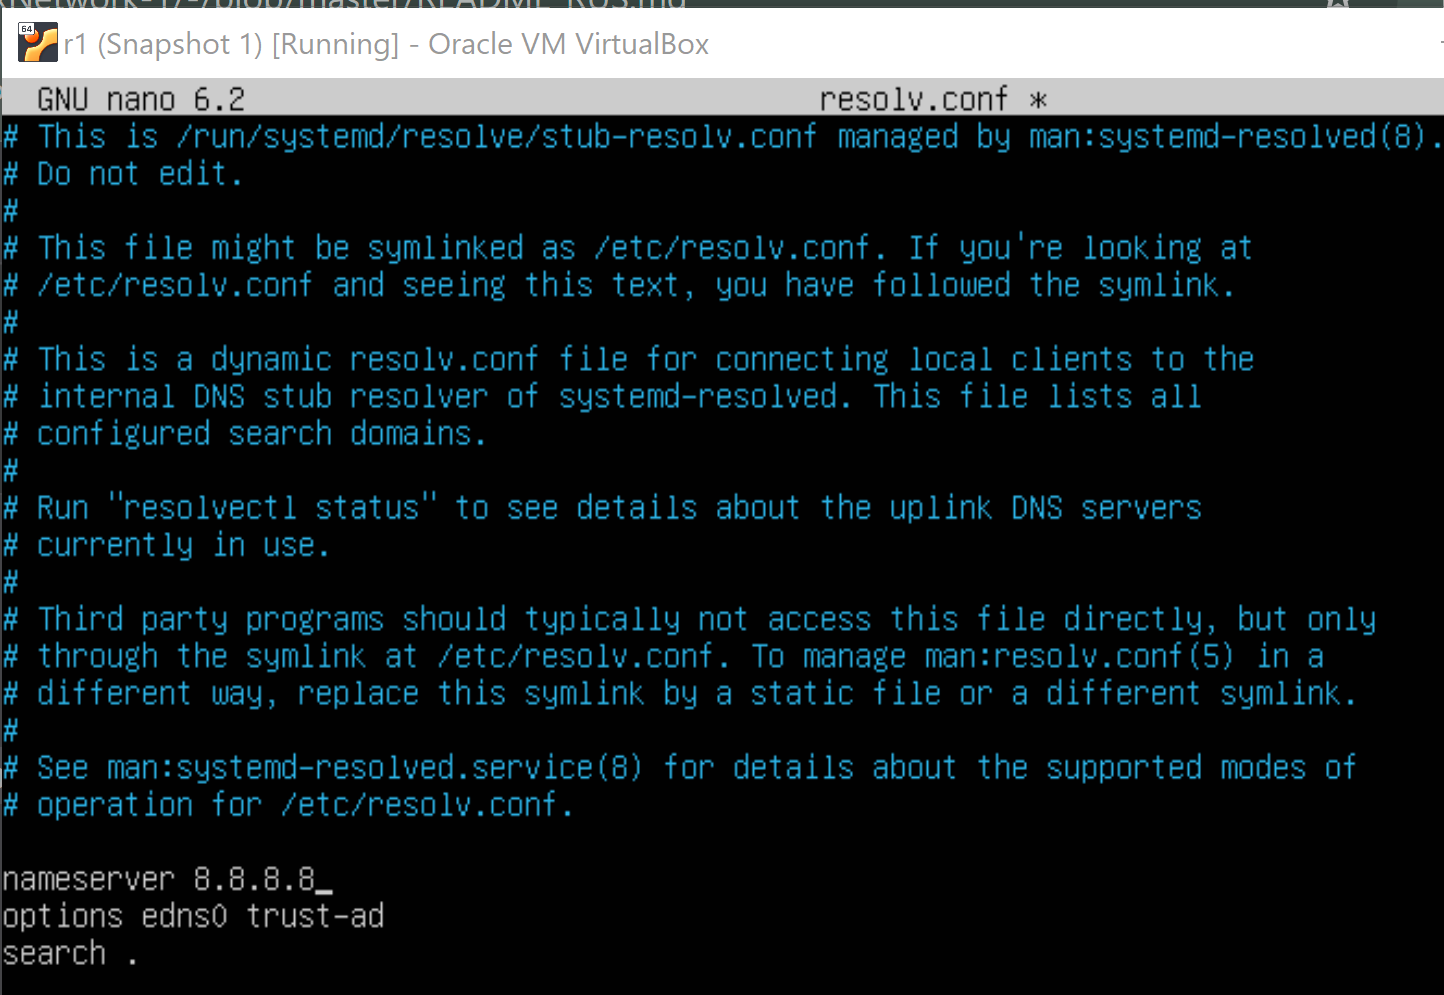 Network-1/-/blob/master/README_RUS.md
64
r1 (Snapshot 1) [Running] - Oracle VM VirtualBox
GNU nano 6.2 resolv.conf *
# This is /run/systemd/resolve/stub-resolv.conf managed by man:systemd-resolved(8).
# Do not edit.
#
# This file might be symlinked as /etc/resolv.conf. If you're looking at
# /etc/resolv.conf and seeing this text, you have followed the symlink.
#
# This is a dynamic resolv.conf file for connecting local clients to the
# internal DNS stub resolver of systemd-resolved. This file lists all
# configured search domains.
#
# Run "resolvectl status" to see details about the uplink DNS servers
# currently in use.
#
# Third party programs should typically not access this file directly, but only
# through the symlink at /etc/resolv.conf. To manage man:resolv.conf(5) in a
# different way, replace this symlink by a static file or a different symlink.
#
# See man:systemd-resolved.service(8) for details about the supported modes of
# operation for /etc/resolv.conf.

nameserver 8.8.8.8_
options edns0 trust-ad
search .